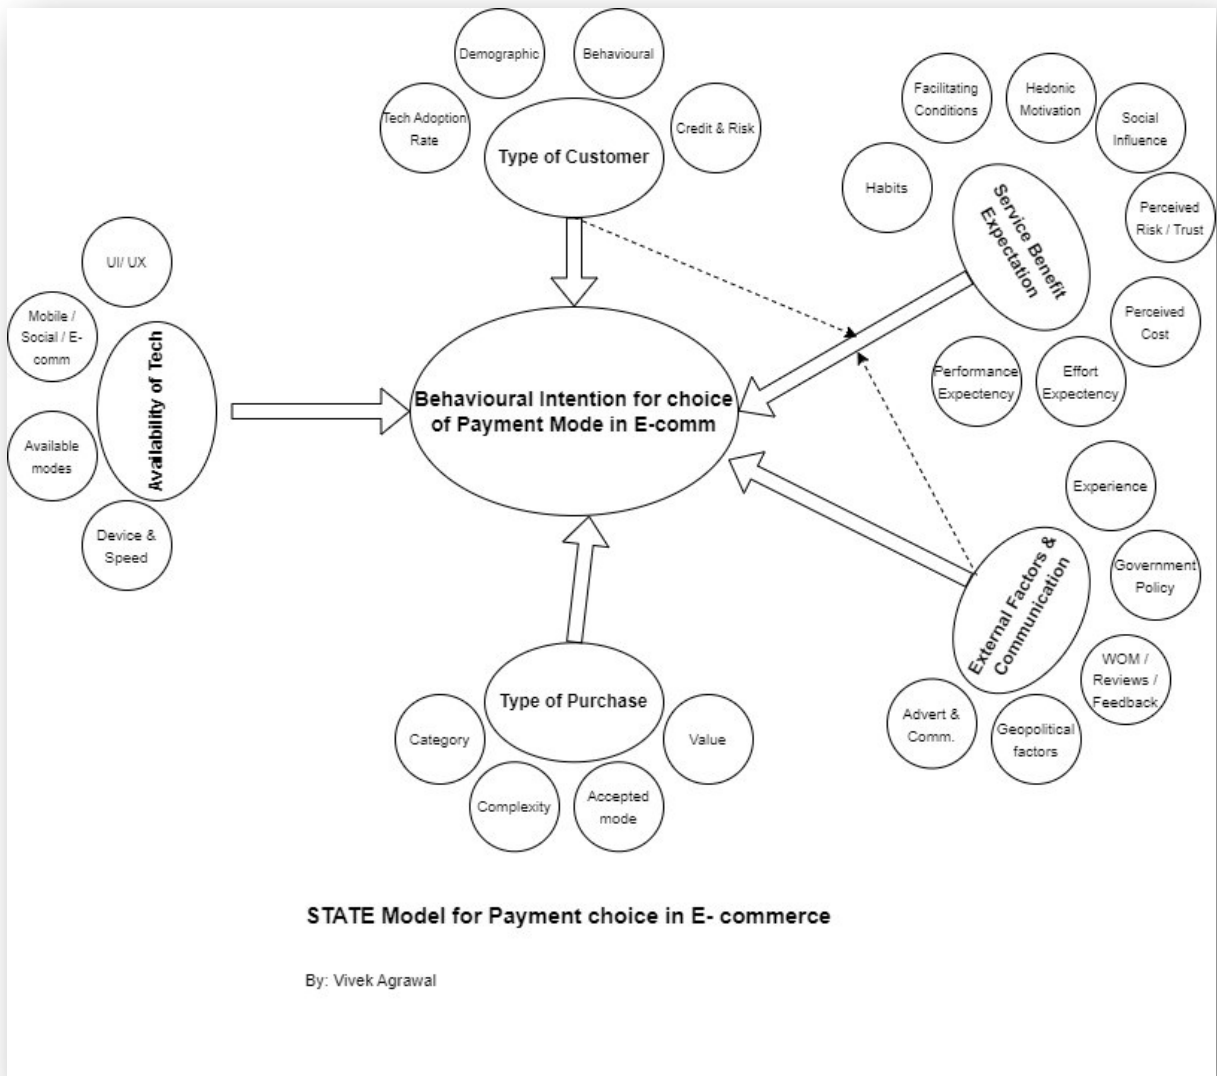 Demographic
Behavioural
Tech Adoption
Rate
Credit & Risk
Type of Customer
Facilitating
Conditions
Hedonic
Motivation
Social
Influence
Habits
Perceived
Risk / Trust
Service Benefit
Expectation
Perceived
Cost
Performance
Expectency
Effort
Expectency
UI/ UX
Mobile /
Social / E-
comm
Availability of Tech
Available
modes
Device &
Speed
Behavioural Intention for choice
of Payment Mode in E-comm
Experience
Government
Policy
External Factors &
Communication
WOM /
Reviews /
Feedback
Advert &
Comm.
Geopolitical
factors
Type of Purchase
Category
Value
Complexity
Accepted
mode
STATE Model for Payment choice in E- commerce
By: Vivek Agrawal